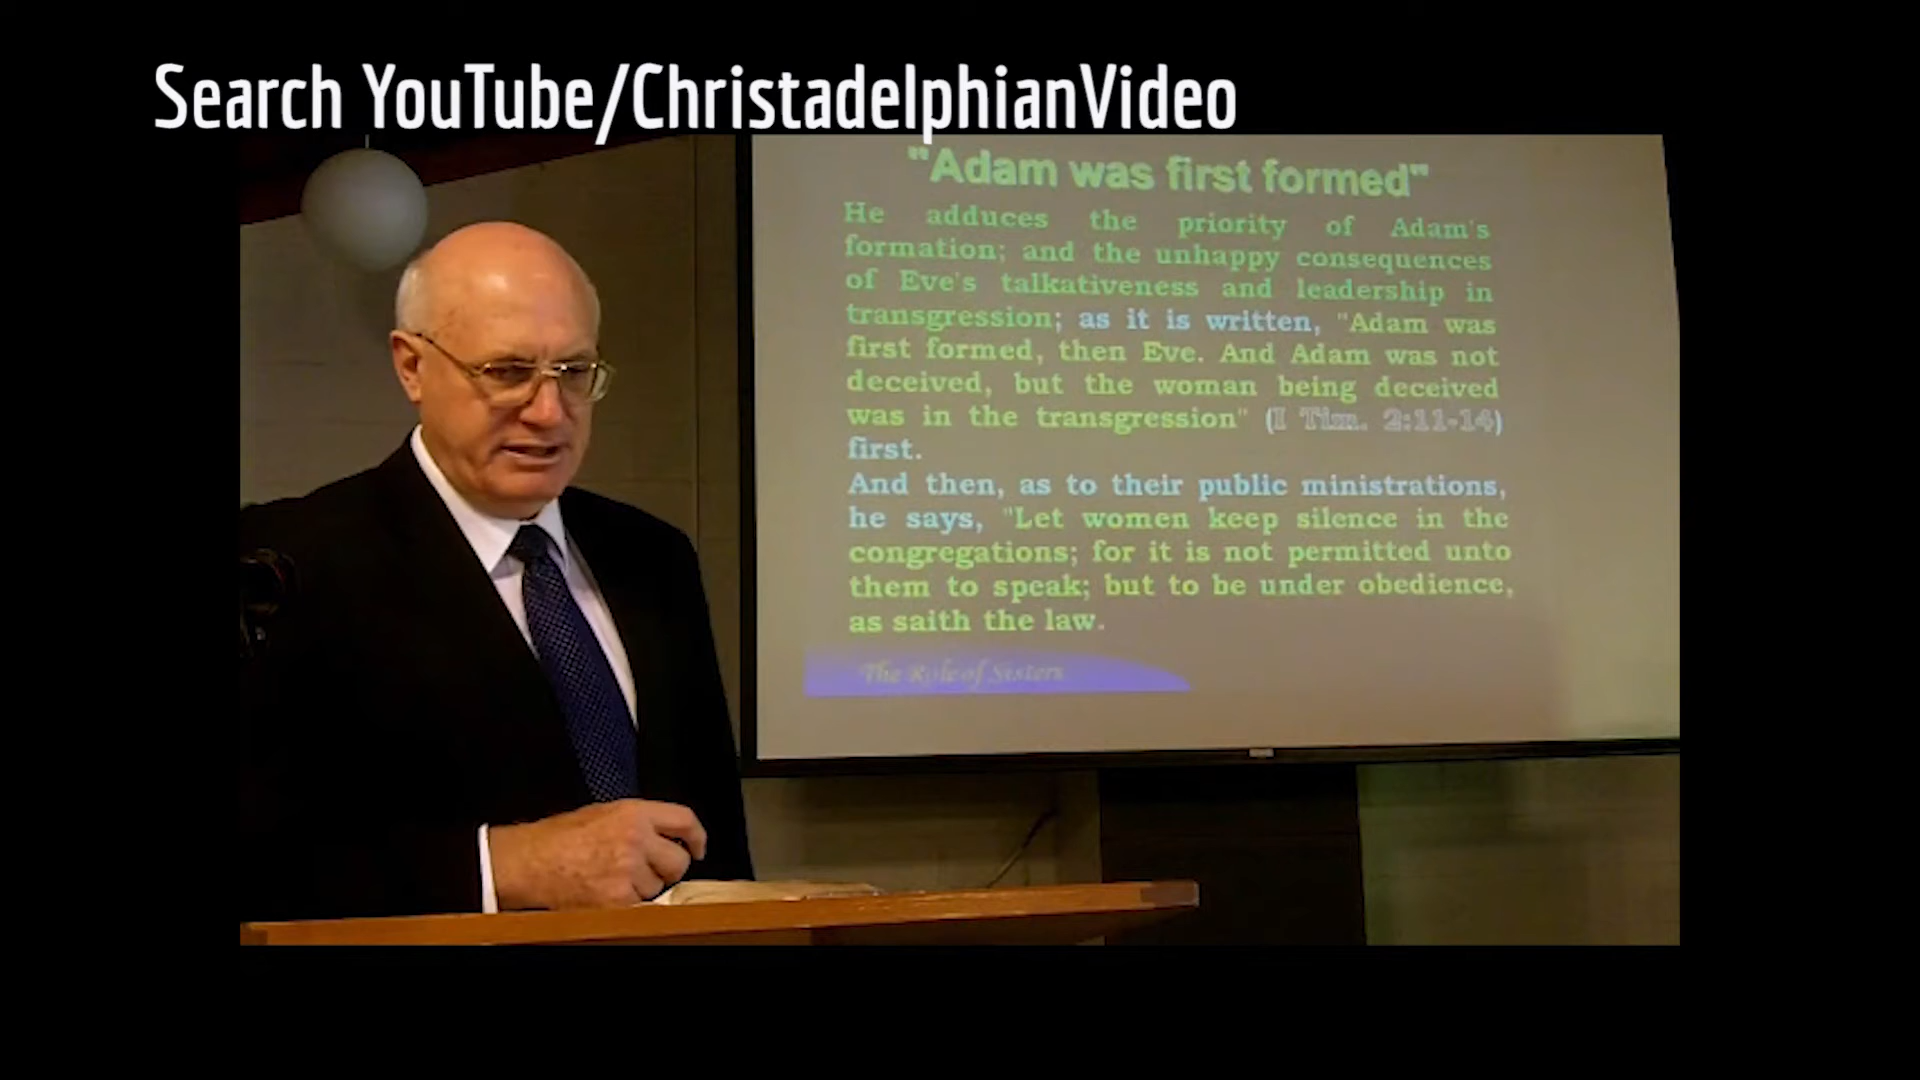 Search YouTube/ChristadelphianVideo
"Adam was first formed"
He adduces the priority of Adam's
formation; and the unhappy consequences
of Eve's talkativeness and leadership in
transgression; as it is written, "Adam was
first formed, then Eve. And Adam was not
deceived, but the woman being deceived
was in the transgression" (I Tim. 2:11-14)
first.
And then, as to their public ministrations,
he says, "Let women keep silence in the
congregations; for it is not permitted unto
them to speak; but to be under obedience,
as saith the law.
The Role of Sisters